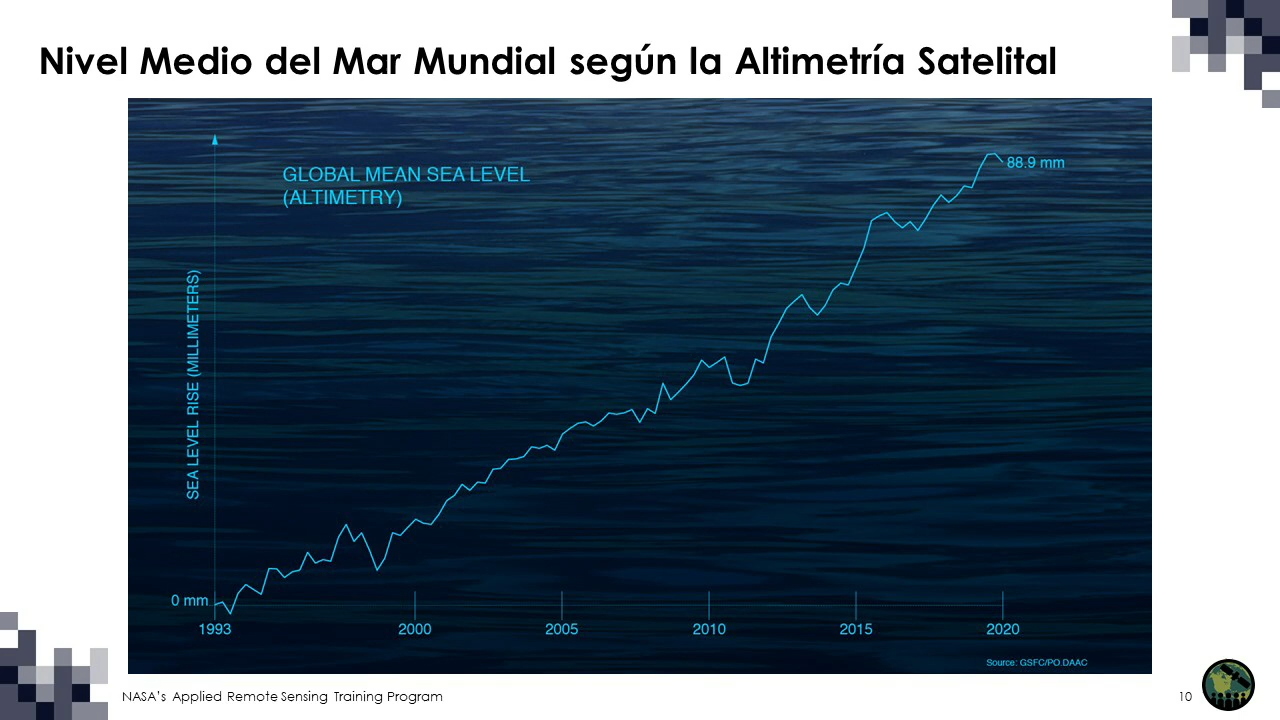 Nivel Medio del Mar Mundial según la Altimetría Satelital
GLOBAL MEAN SEA LEVEL
(ALTIMETRY)
88.9 mm
SEA LEVEL RISE (MILLIMETERS)
0 mm
1993
2000
2005
2010
2015
2020
Source: GSFC/PO.DAAC
NASA's Applied Remote Sensing Training Program
10